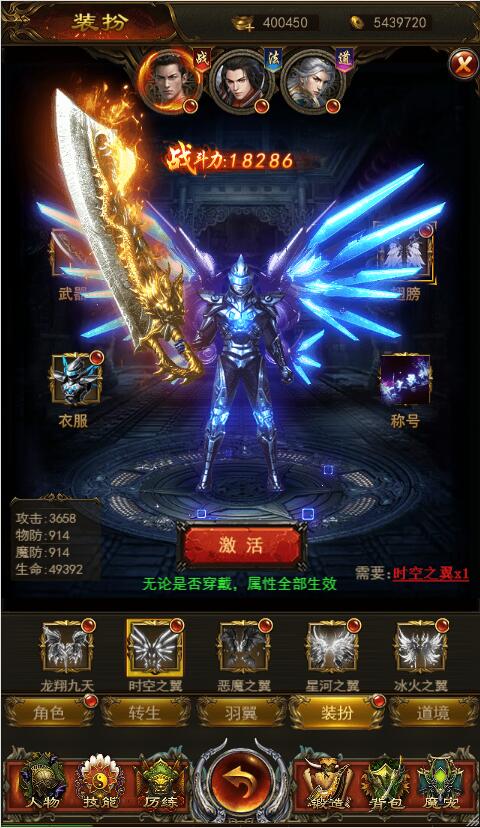 装扮
400450
5439720
战
法
道
战斗力:18286
武器
翅膀
衣服
称号
攻击:3658
物防:914
魔防:914
生命:49392
激活
需要:时空之翼x1
无论是否穿戴，属性全部生效
龙翔九天
时空之翼
恶魔之翼
星河之翼
冰火之翼
角色
转生
羽翼
装扮
道境
人物
技能
历练
锻造
背包
魔灾